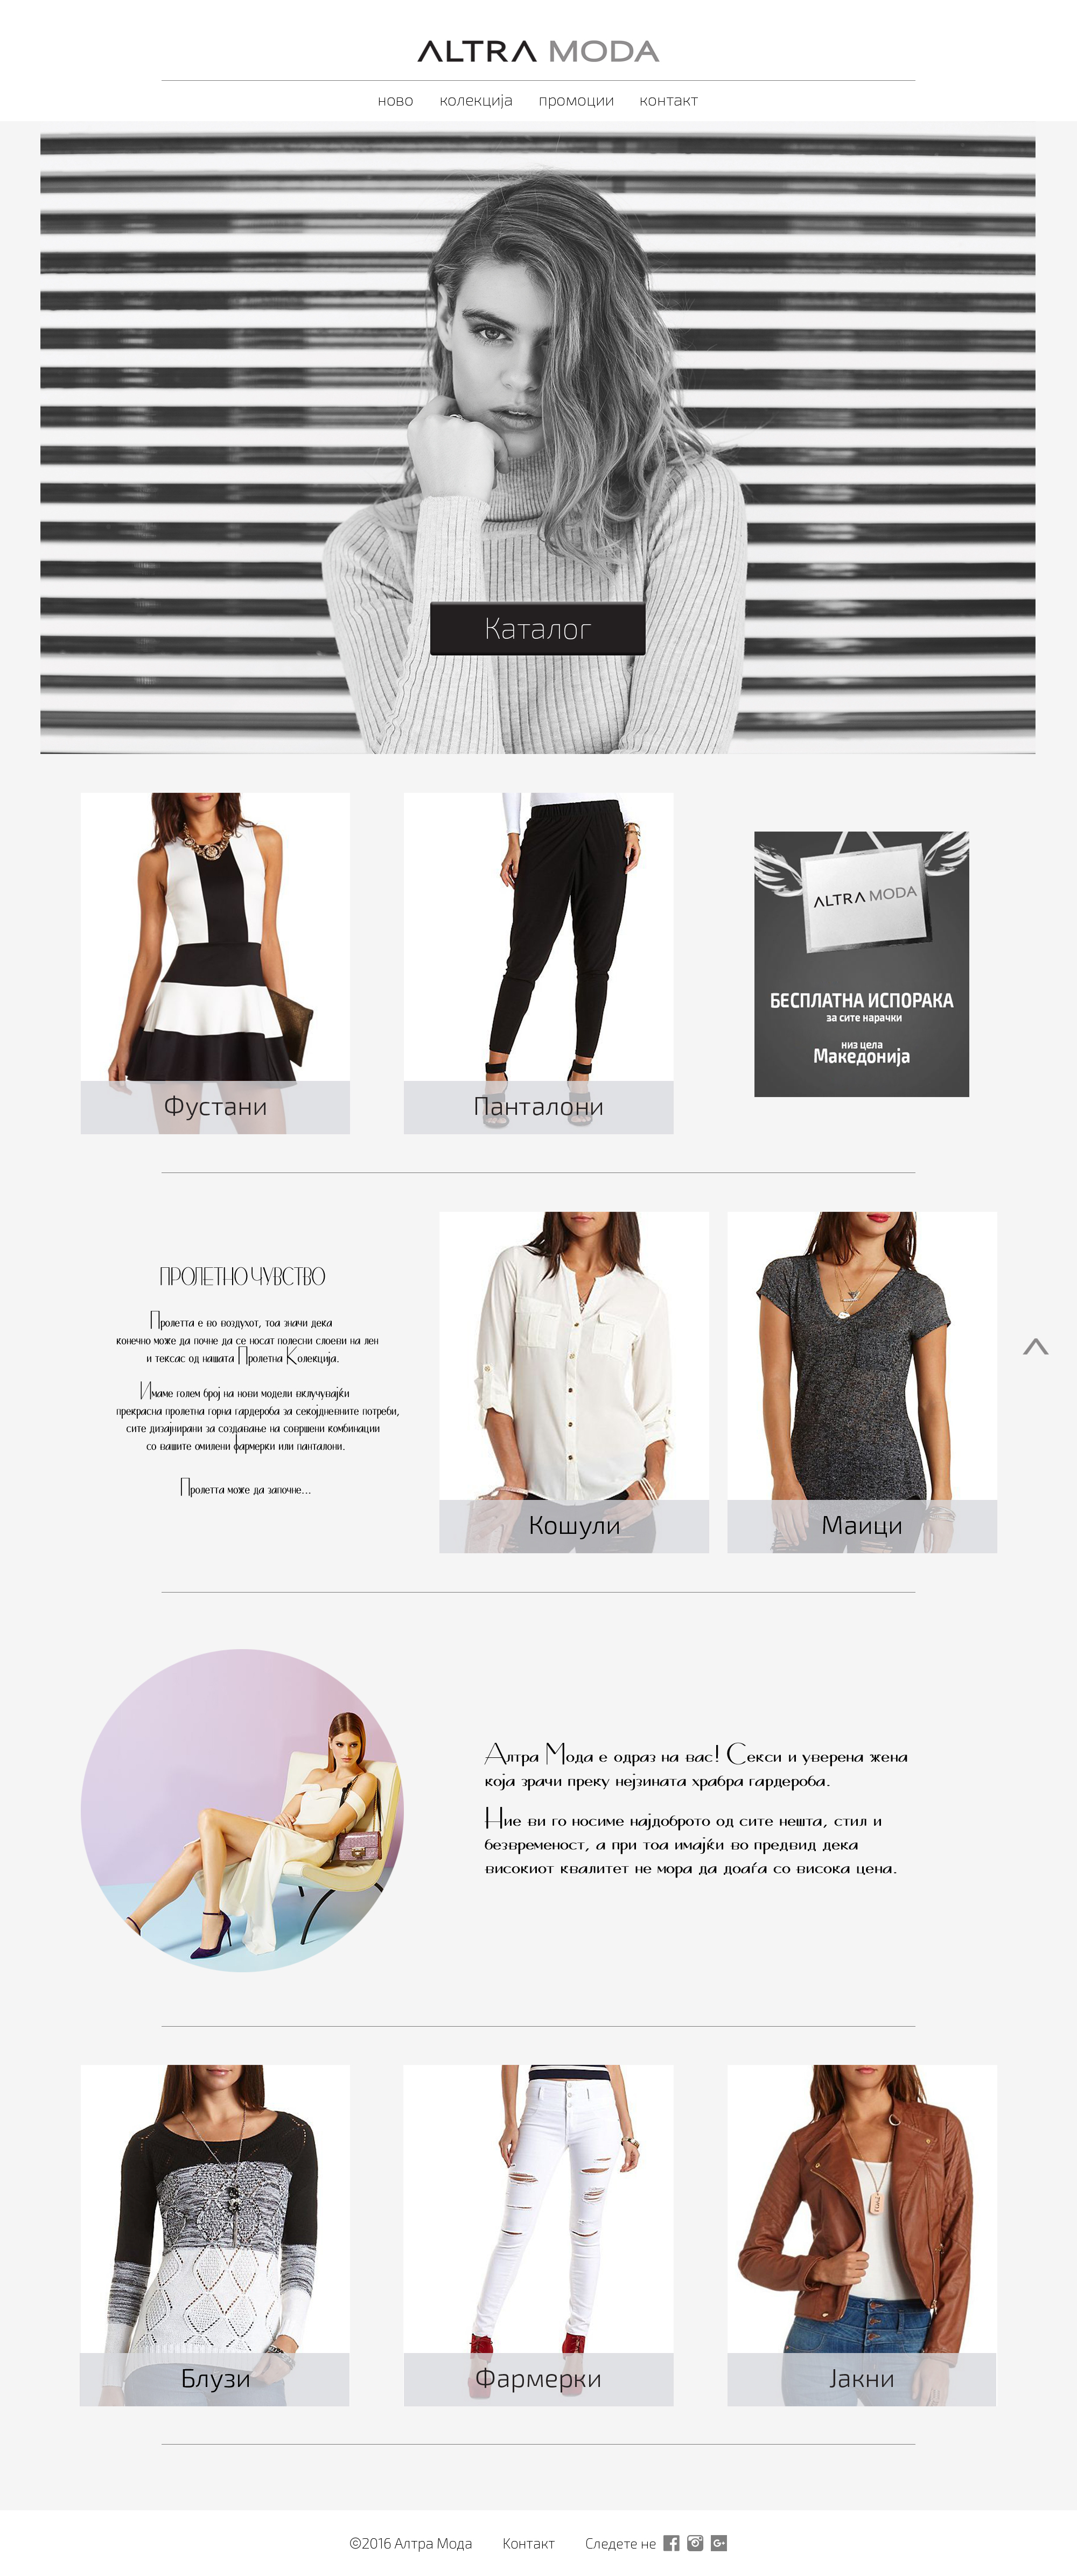 ALTRA MODA
ново колекција промоции контакт
Каталог
ALTRA MODA
БЕСПЛАТНА ИСПОРАКА
за сите нарачки
низ цела
Македонија
Фустани
Панталони
ПРОЛЕТНО ЧУВСТВО
Пролетта е во воздухот, тоа значи дека
конечно може да почне да се носат полесни слоеви на лен
и тексас од нашата Пролетна Колекција.
Имаме голем број на нови модели вклучувајќи
прекрасна пролетна горна гардероба за секојдневните потреби,
сите дизајнирани за создавање на совршени комбинации
со вашите омилени фармерки или панталони.
Пролетта може да започне...
Кошули
Маици
Алтра Мода е одраз на вас! Секси и уверена жена
која зрачи преку нејзината храбра гардероба.
Ние ви го носиме најдоброто од сите нешта, стил и
безвременост, а при тоа имајќи во предвид дека
високиот квалитет не мора да доаѓа со висока цена.
Блузи
Фармерки
Јакни
©2016 Алтра Мода Контакт Следете не